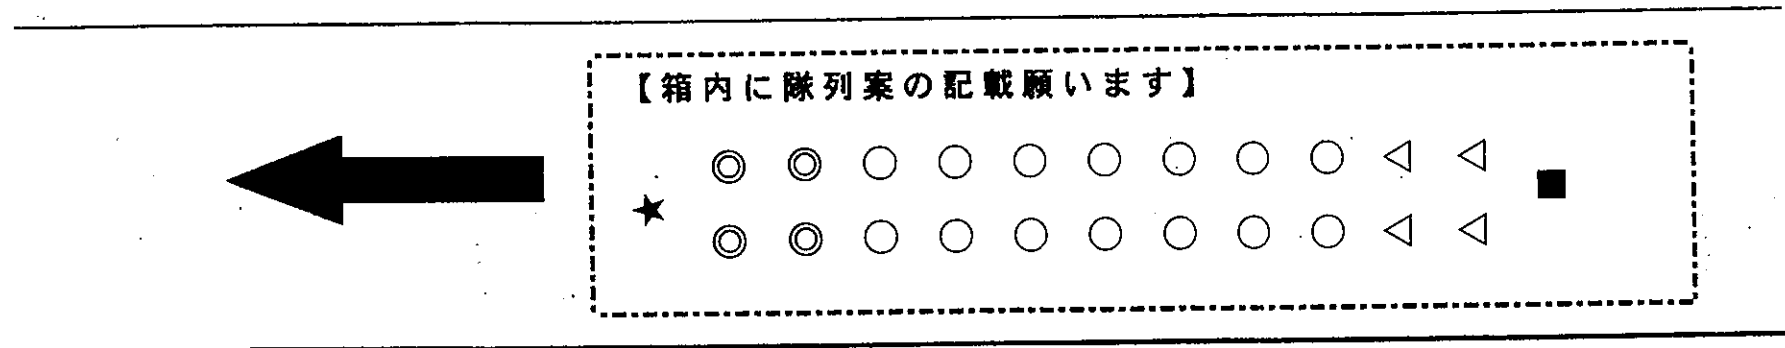 【箱内に隊列案の記載願います】
◎ ◎ ○ ○ ○ ○ ○ ○ ○ ◁ ◁
★ ■
◎ ◎ ○ ○ ○ ○ ○ ○ ○ ◁ ◁